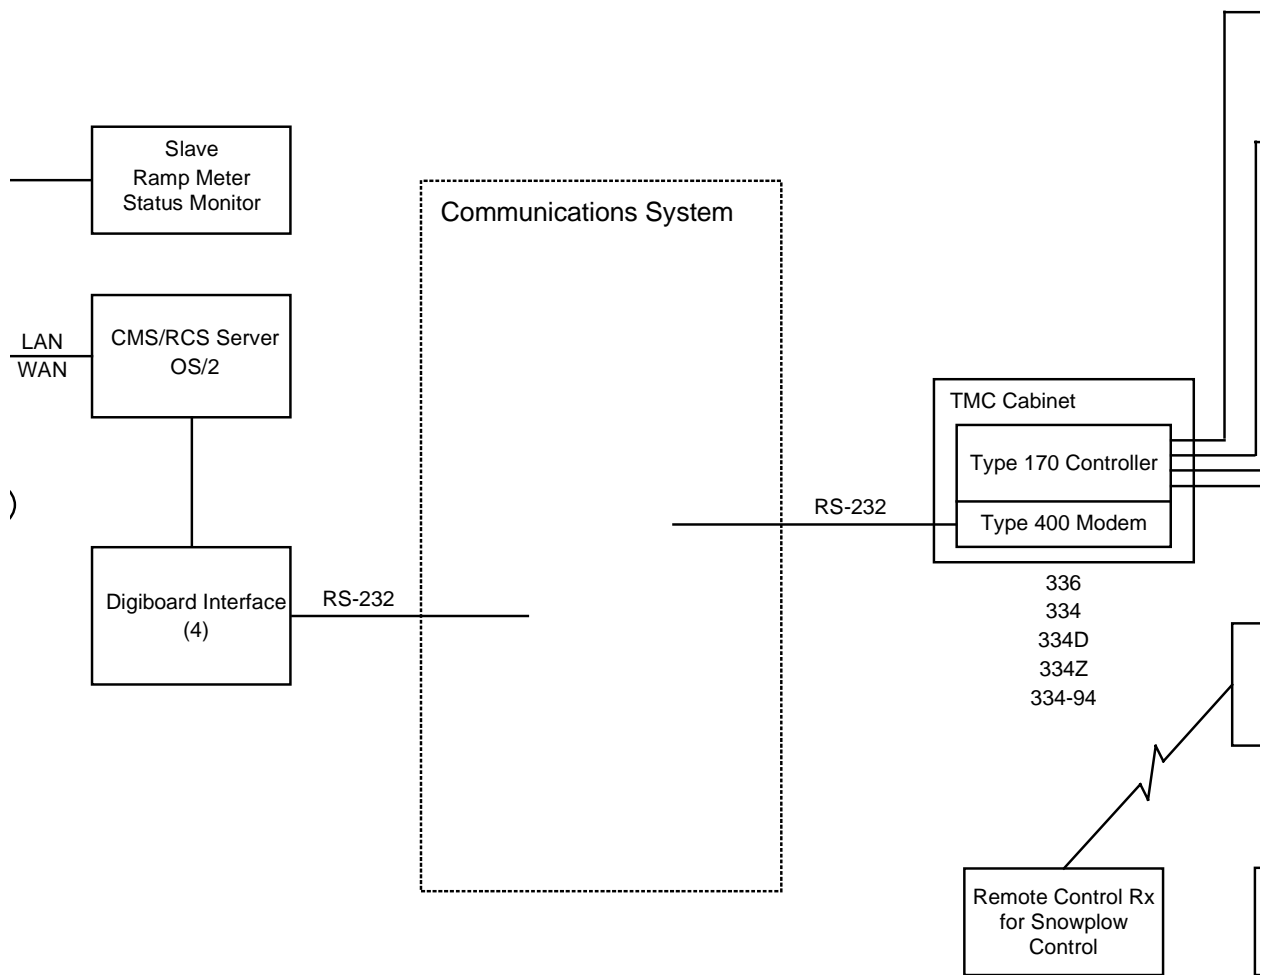 Slave
Ramp Meter
Status Monitor
Communications System
LAN
WAN
CMS/RCS Server
OS/2
TMC Cabinet
Type 170 Controller
Type 400 Modem
RS-232
)
Digiboard Interface
(4)
RS-232
336
334
334D
334Z
334-94
Remote Control Rx
for Snowplow
Control